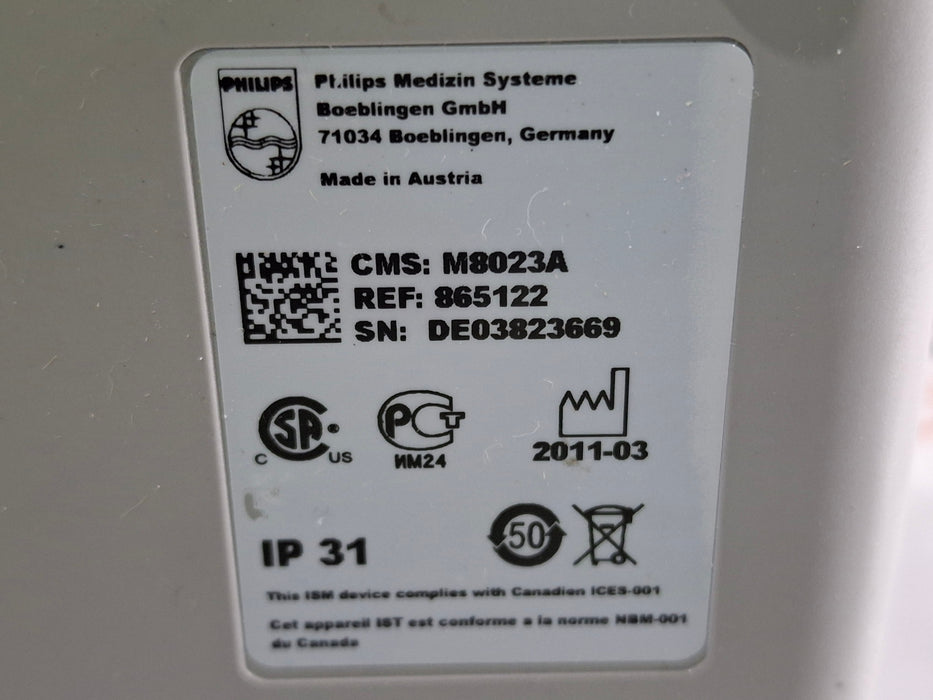 PHILIPS
Philips Medizin Systeme
Boeblingen GmbH
71034 Boeblingen, Germany
Made in Austria
CMS: M8023A
REF: 865122
SN: DE03823669
CSA
C US
PCT
ИМ24
2011-03
IP 31
50
This ISM device complies with Canadian ICES-001
Cet appareil IST est conforme a la norme NBM-001
du Canada